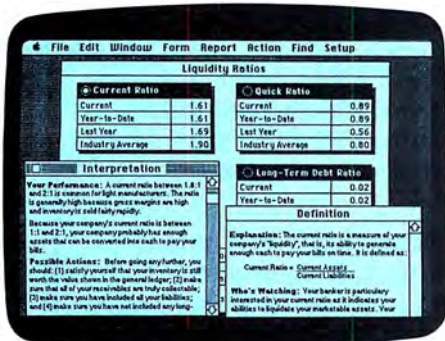 File Edit Window Form Report Action Find Setup
Liquidity Ratios
Current Ratio
Current 1.61
Year-to-Date 1.61
Last Year 1.69
Industry Average 1.90
Quick Ratio
Current 0.89
Year-to-Date 0.89
Last Year 0.56
Industry Average 0.80
Long-Term Debt Ratio
Current 0.02
Year-to-Date 0.02
Interpretation
Your Performance: A current ratio between 1.8:1
and 2:1 is common for light manufacturers. The ratio
is generally high because gross margins are high
and inventory is sold fairly rapidly.
Because your company's current ratio is between
1:1 and 2:1, your company probably has enough
assets that can be converted into cash to pay your
bills.
Possible Actions: Before going any further, you
should: (1) satisfy yourself that your inventory is still
worth the value shown in the general ledger; (2) make
sure that all of your receivables are truly collectable;
(3) make sure you have included all your liabilities;
and (4) make sure you have not included any long-
Definition
Explanation: The current ratio is a measure of your
company's "liquidity", that is, its ability to generate
enough cash to pay your bills on time. It is defined as:
Current Ratio = Current Assets
Current Liabilities
Who's Watching: Your banker is particularly
interested in your current ratio as it indicates your
abilities to liquidate your marketable assets. Your